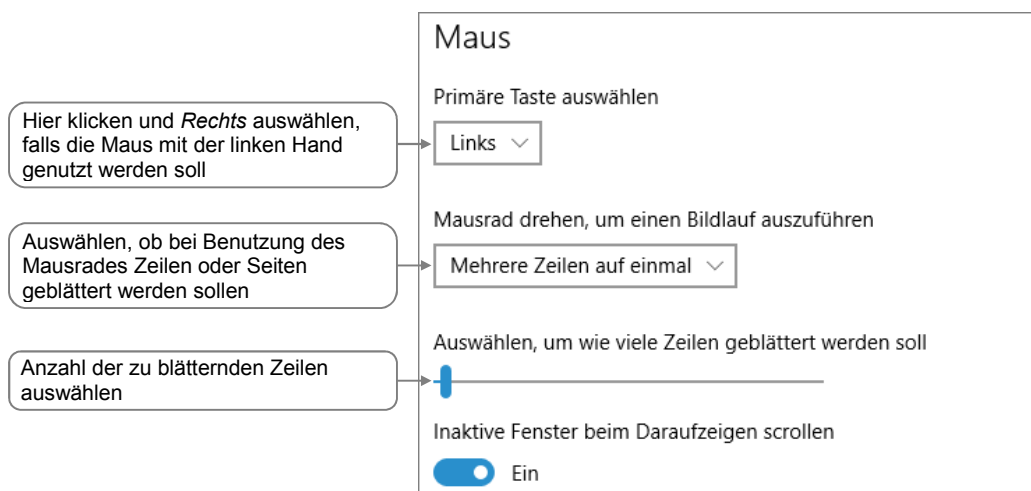 Maus
Primäre Taste auswählen
Hier klicken und Rechts auswählen,
falls die Maus mit der linken Hand
genutzt werden soll
Links
Mausrad drehen, um einen Bildlauf auszuführen
Auswählen, ob bei Benutzung des
Mausrades Zeilen oder Seiten
geblättert werden sollen
Mehrere Zeilen auf einmal
Auswählen, um wie viele Zeilen geblättert werden soll
Anzahl der zu blätternden Zeilen
auswählen
Inaktive Fenster beim Daraufzeigen scrollen
Ein